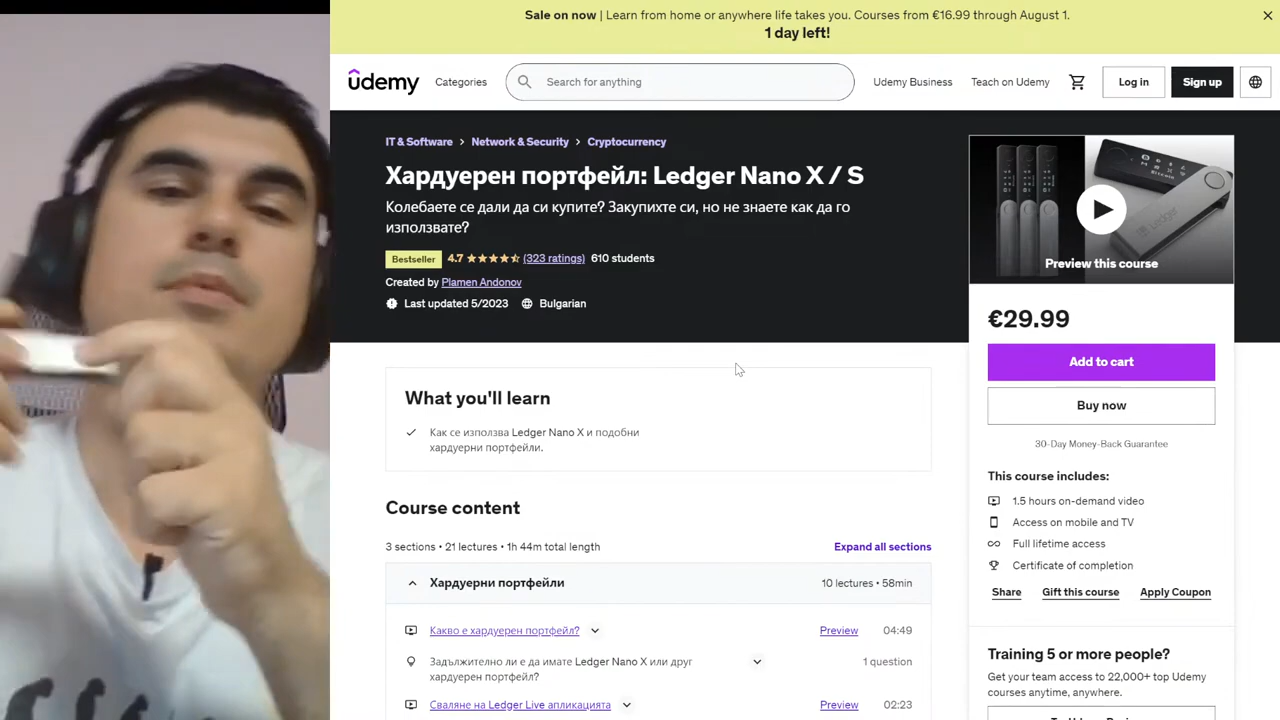 Sale on now | Learn from home or anywhere life takes you. Courses from €16.99 through August 1.
1 day left!
udemy
Categories
Search for anything
Udemy Business
Teach on Udemy
Log in
Sign up
IT & Software > Network & Security > Cryptocurrency
Хардуерен портфейл: Ledger Nano X / S
Колебаете се дали да си купите? Закупихте си, но не знаете как да го
използвате?
Bestseller 4.7 (323 ratings) 610 students
Created by Plamen Andonov
Last updated 5/2023 Bulgarian
Preview this course
€29.99
Add to cart
Buy now
30-Day Money-Back Guarantee
This course includes:
1.5 hours on-demand video
Access on mobile and TV
Full lifetime access
Certificate of completion
Share Gift this course Apply Coupon
Training 5 or more people?
Get your team access to 22,000+ top Udemy
courses anytime, anywhere.
What you'll learn
Как се използва Ledger Nano X и подобни
хардуерни портфейли.
Course content
3 sections • 21 lectures • 1h 44m total length
Expand all sections
Хардуерни портфейли
10 lectures • 58min
Какво е хардуерен портфейл?
Preview
04:49
Задължително ли е да имате Ledger Nano X или друг
хардуерен портфейл?
1 question
Сваляне на Ledger Live апликацията
Preview
02:23